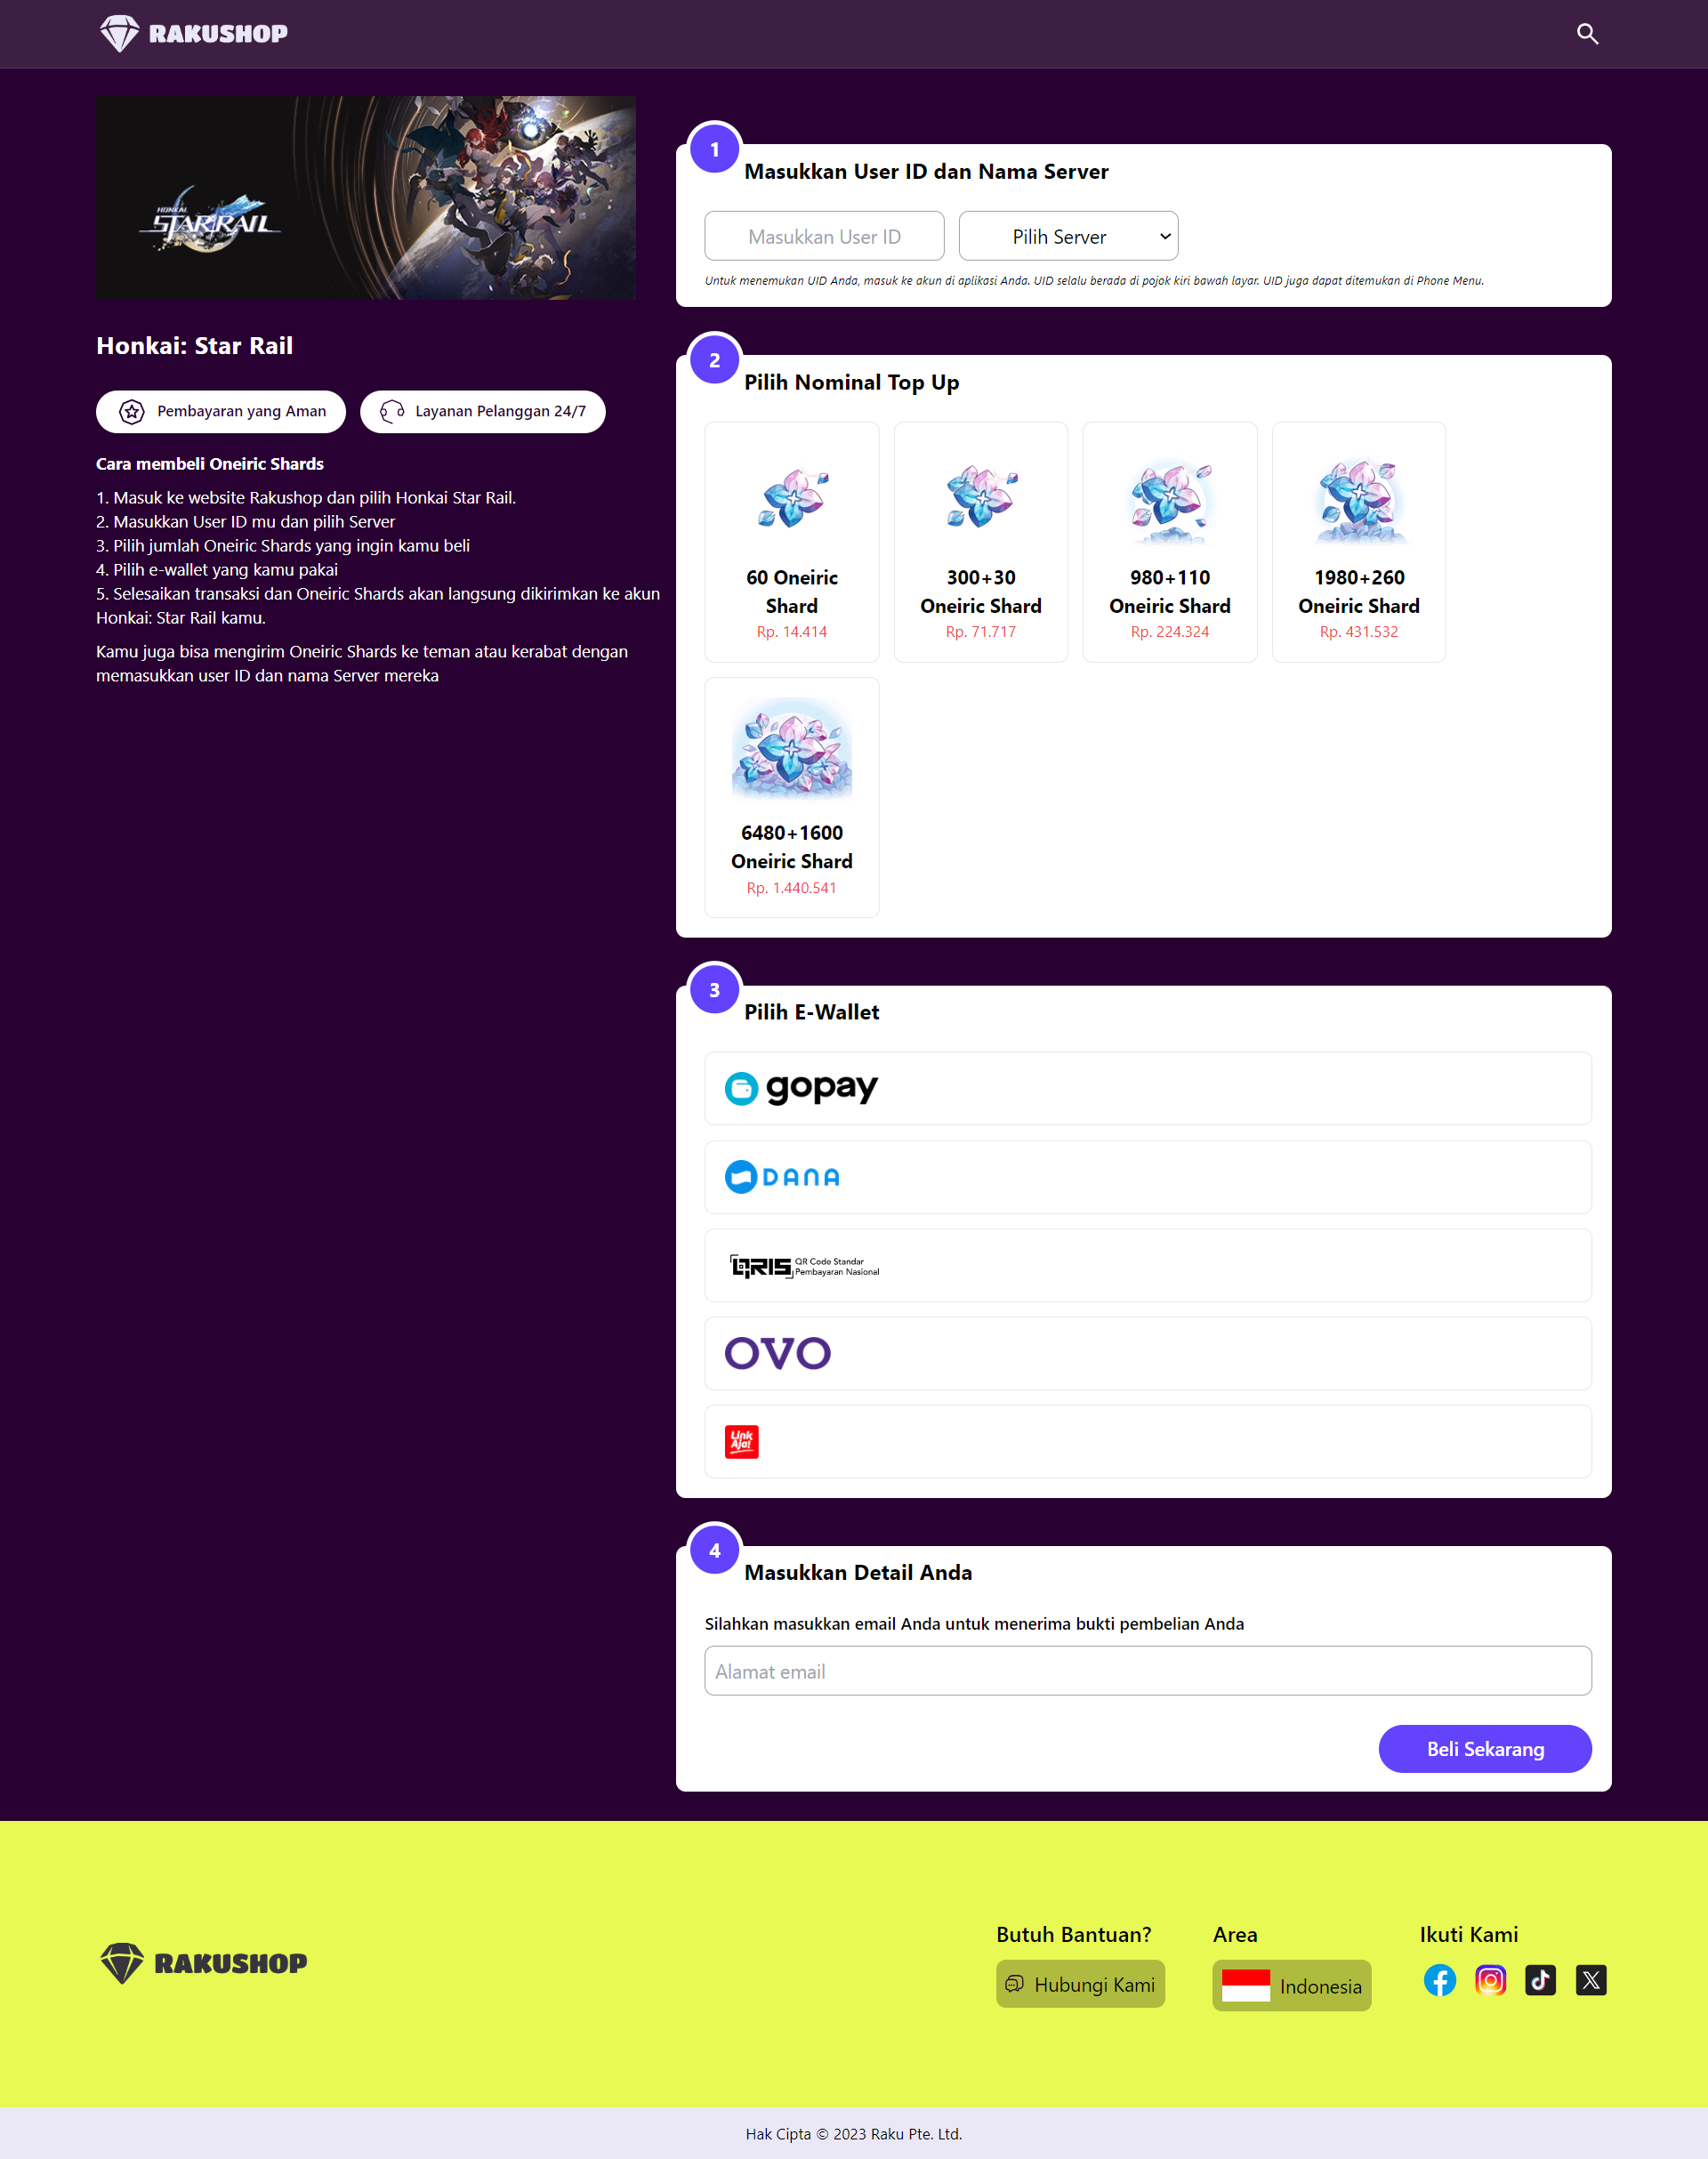 RAKUSHOP
HONKAI
STAR RAIL
Honkai: Star Rail
Pembayaran yang Aman
Layanan Pelanggan 24/7
Cara membeli Oneiric Shards
1. Masuk ke website Rakushop dan pilih Honkai Star Rail.
2. Masukkan User ID mu dan pilih Server
3. Pilih jumlah Oneiric Shards yang ingin kamu beli
4. Pilih e-wallet yang kamu pakai
5. Selesaikan transaksi dan Oneiric Shards akan langsung dikirimkan ke akun
Honkai: Star Rail kamu.
Kamu juga bisa mengirim Oneiric Shards ke teman atau kerabat dengan
memasukkan user ID dan nama Server mereka
1
Masukkan User ID dan Nama Server
Masukkan User ID
Pilih Server
Untuk menemukan UID Anda, masuk ke akun di aplikasi Anda. UID selalu berada di pojok kiri bawah layar. UID juga dapat ditemukan di Phone Menu.
2
Pilih Nominal Top Up
60 Oneiric
Shard
Rp. 14.414
300+30
Oneiric Shard
Rp. 71.717
980+110
Oneiric Shard
Rp. 224.324
1980+260
Oneiric Shard
Rp. 431.532
6480+1600
Oneiric Shard
Rp. 1.440.541
3
Pilih E-Wallet
gopay
DANA
QRIS
QR Code Standar
Pembayaran Nasional
OVO
Link
Aja!
4
Masukkan Detail Anda
Silahkan masukkan email Anda untuk menerima bukti pembelian Anda
Alamat email
Beli Sekarang
RAKUSHOP
Butuh Bantuan?
Hubungi Kami
Area
Indonesia
Ikuti Kami
Hak Cipta © 2023 Raku Pte. Ltd.